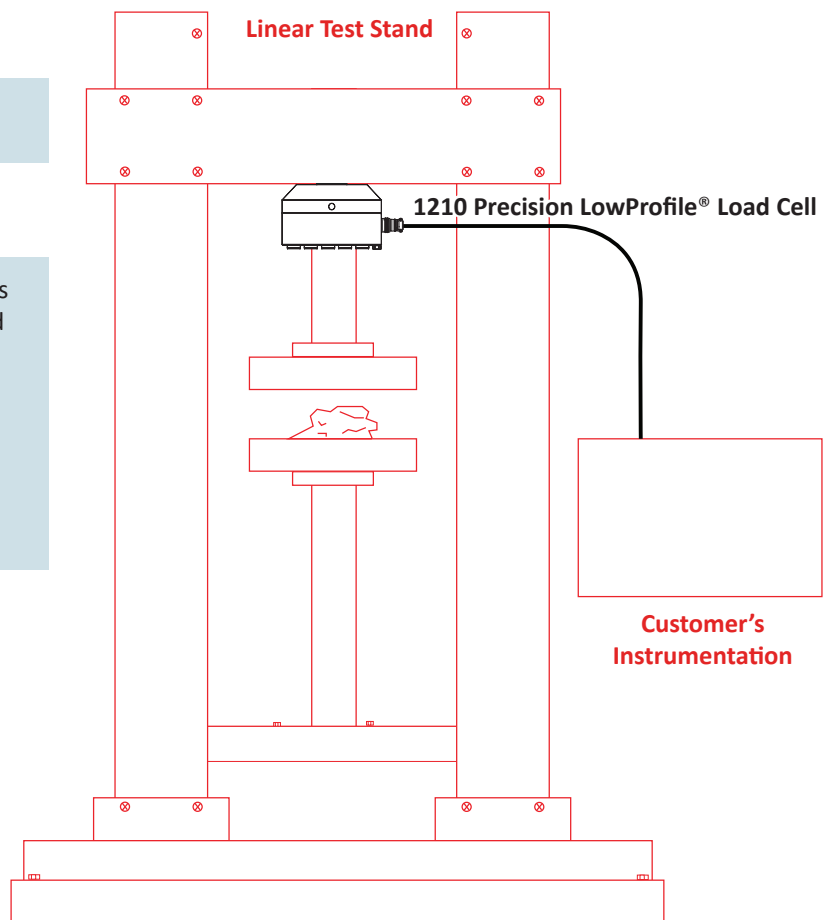 Linear Test Stand
1210 Precision LowProfile® Load Cell
Customer's
Instrumentation